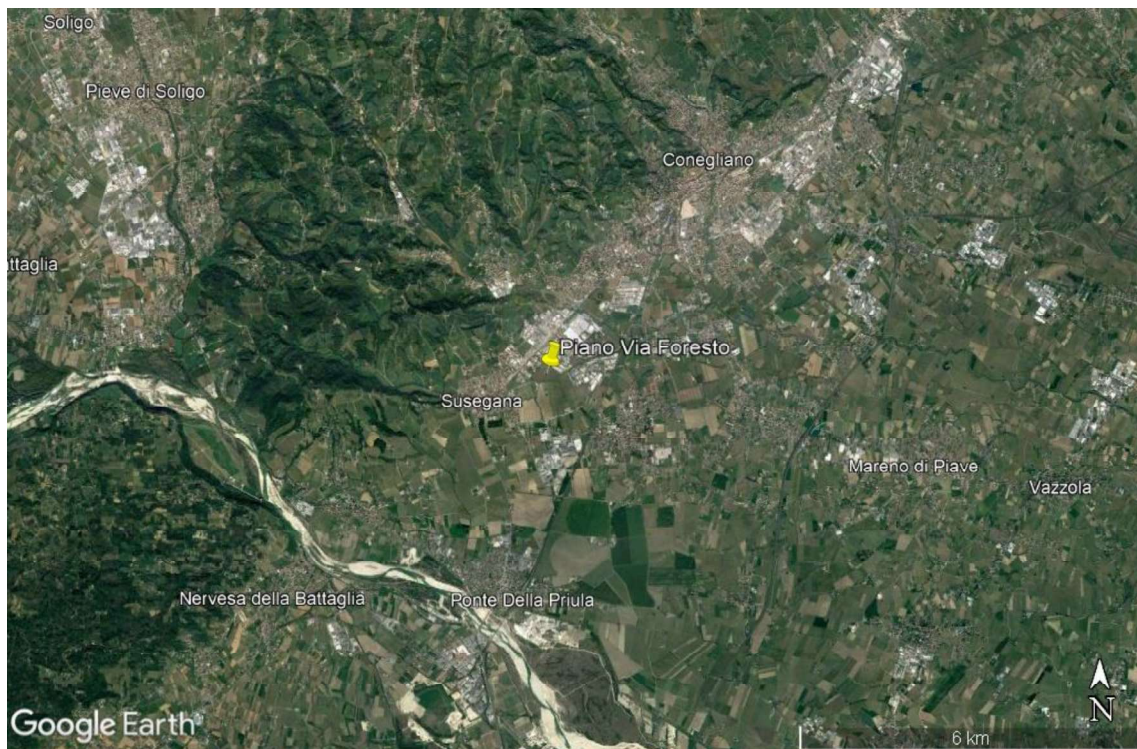 Soligo
Pieve di Soligo
Conegliano
attaglia
Piano Via Foresto
Susegana
Mareno di Piave
Vazzola
Nervesa della Battaglia
Ponte Della Priula
N
Google Earth
6 km